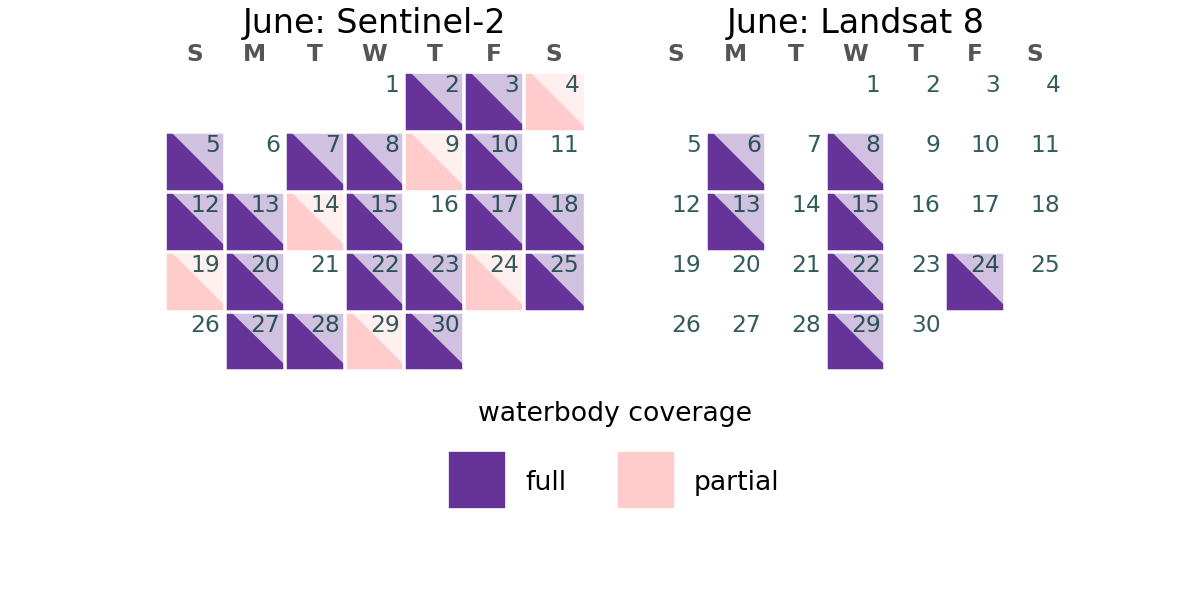 June: Sentinel-2
S M T W T F S
1 2 3 4
5 6 7 8 9 10 11
12 13 14 15 16 17 18
19 20 21 22 23 24 25
26 27 28 29 30
June: Landsat 8
S M T W T F S
1 2 3 4
5 6 7 8 9 10 11
12 13 14 15 16 17 18
19 20 21 22 23 24 25
26 27 28 29 30
waterbody coverage
full
partial